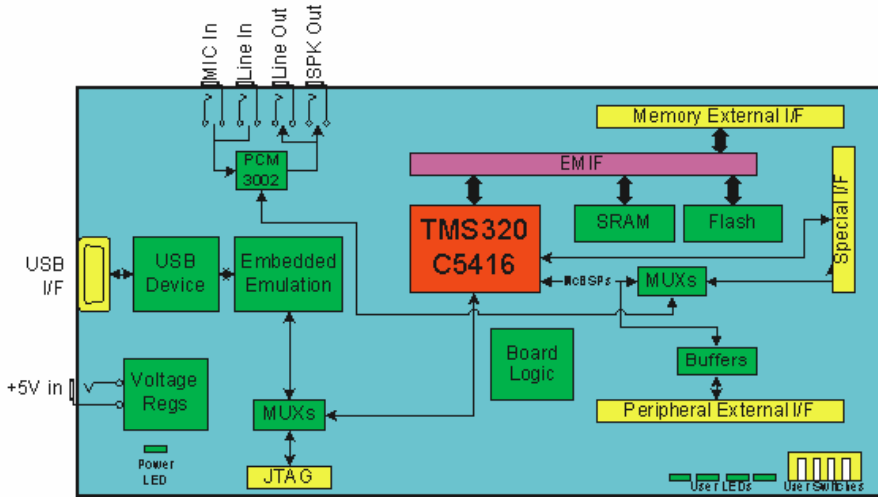 MIC In
Line In
Line Out
SPK Out
Memory External I/F
PCM
3002
EMIF
Special I/F
TMS320
C5416
SRAM
Flash
USB
I/F
USB
Device
Embedded
Emulation
McBSPs
MUXs
Board
Logic
Buffers
+5V in
Voltage
Regs
MUXs
Peripheral External I/F
Power
LED
JTAG
User LEDs
User Switches